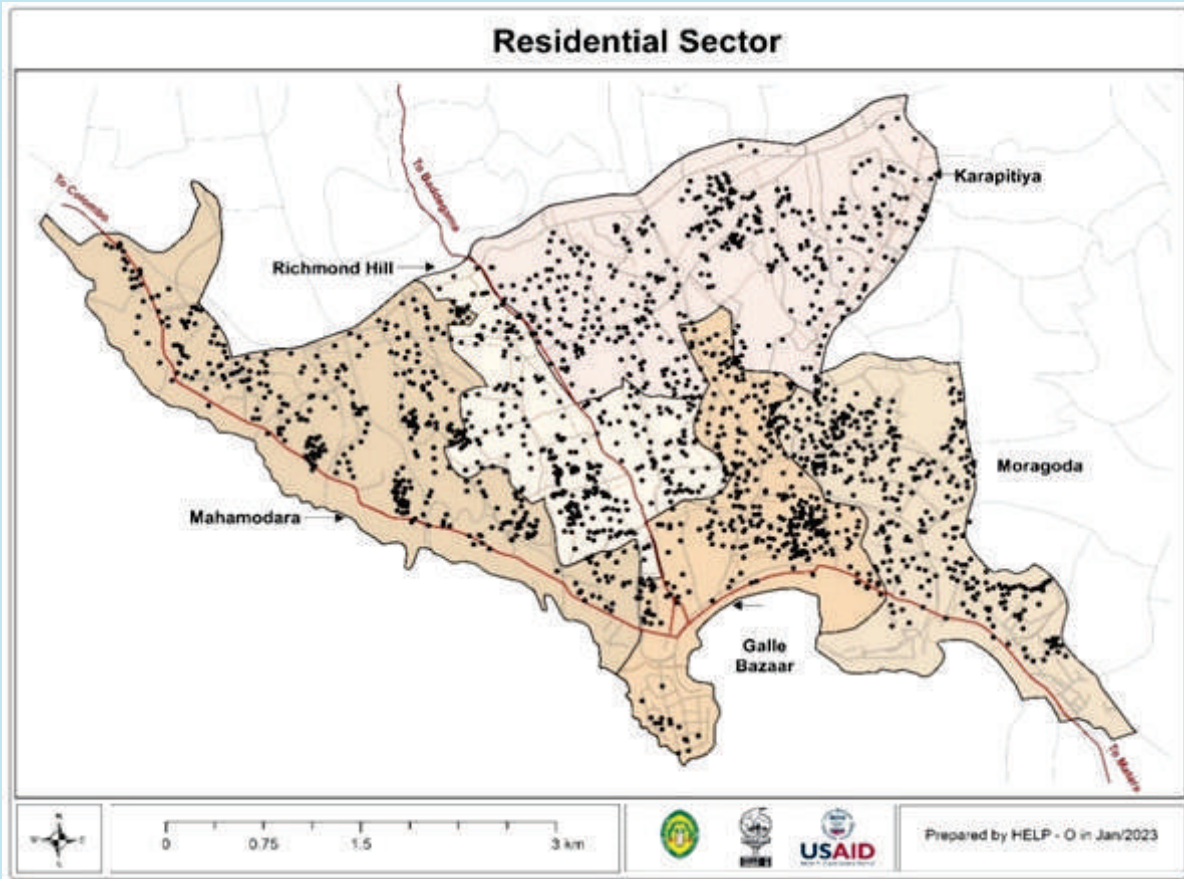 Residential Sector
To Colombo
To Baddegama
Karapitiya
Richmond Hill
Moragoda
Mahamodara
Galle
Bazaar
To Matara
N
W E
S
0 0.75 1.5 3 km
USAID
Prepared by HELP - O in Jan/2023